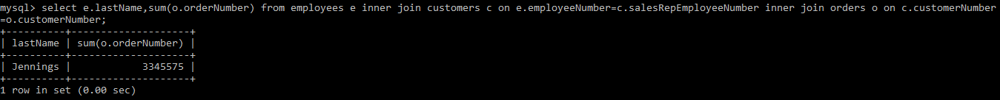 mysql> select e.lastName,sum(o.orderNumber) from employees e inner join customers c on e.employeeNumber=c.salesRepEmployeeNumber inner join orders o on c.customerNumber
=o.customerNumber;
+----------+--------------------+
| lastName | sum(o.orderNumber) |
+----------+--------------------+
| Jennings |            3345575 |
+----------+--------------------+
1 row in set (0.00 sec)